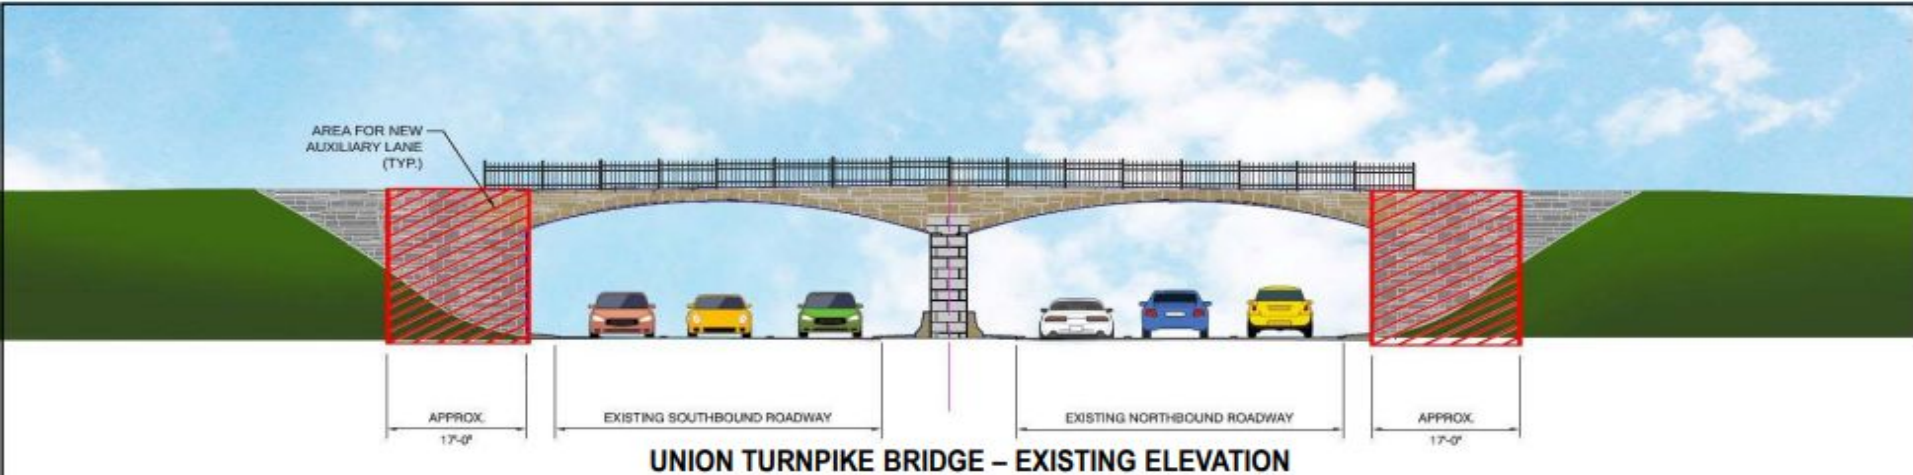 AREA FOR NEW
AUXILIARY LANE
(TYP.)
APPROX.
17'-0"
EXISTING SOUTHBOUND ROADWAY
EXISTING NORTHBOUND ROADWAY
APPROX.
17'-0"
UNION TURNPIKE BRIDGE – EXISTING ELEVATION